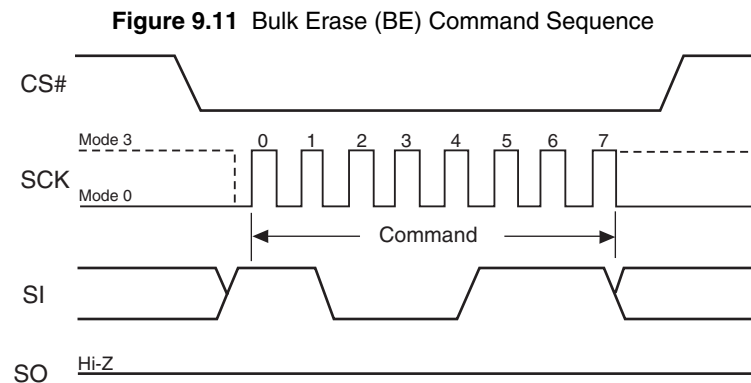 Figure 9.11 Bulk Erase (BE) Command Sequence
CS#
Mode 3
0 1 2 3 4 5 6 7
SCK
Mode 0
Command
SI
Hi-Z
SO